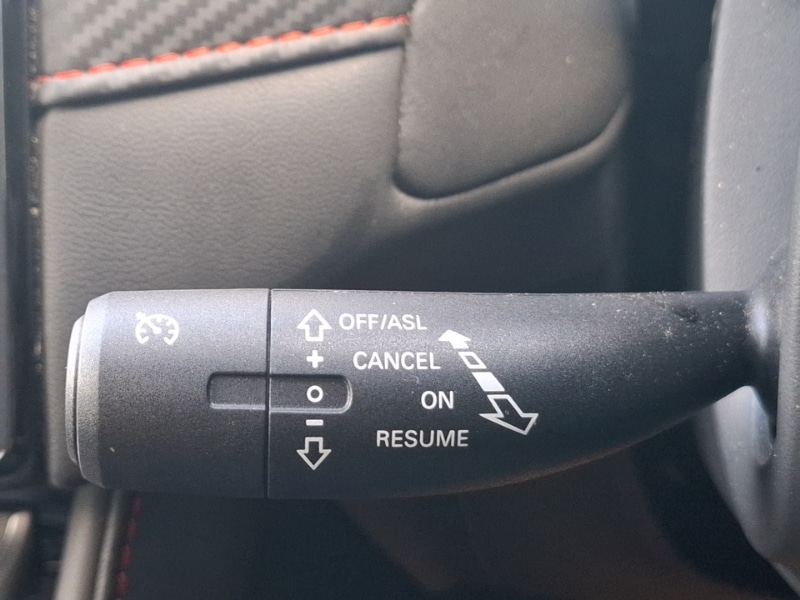 OFF/ASL
+ CANCEL
O ON
- RESUME